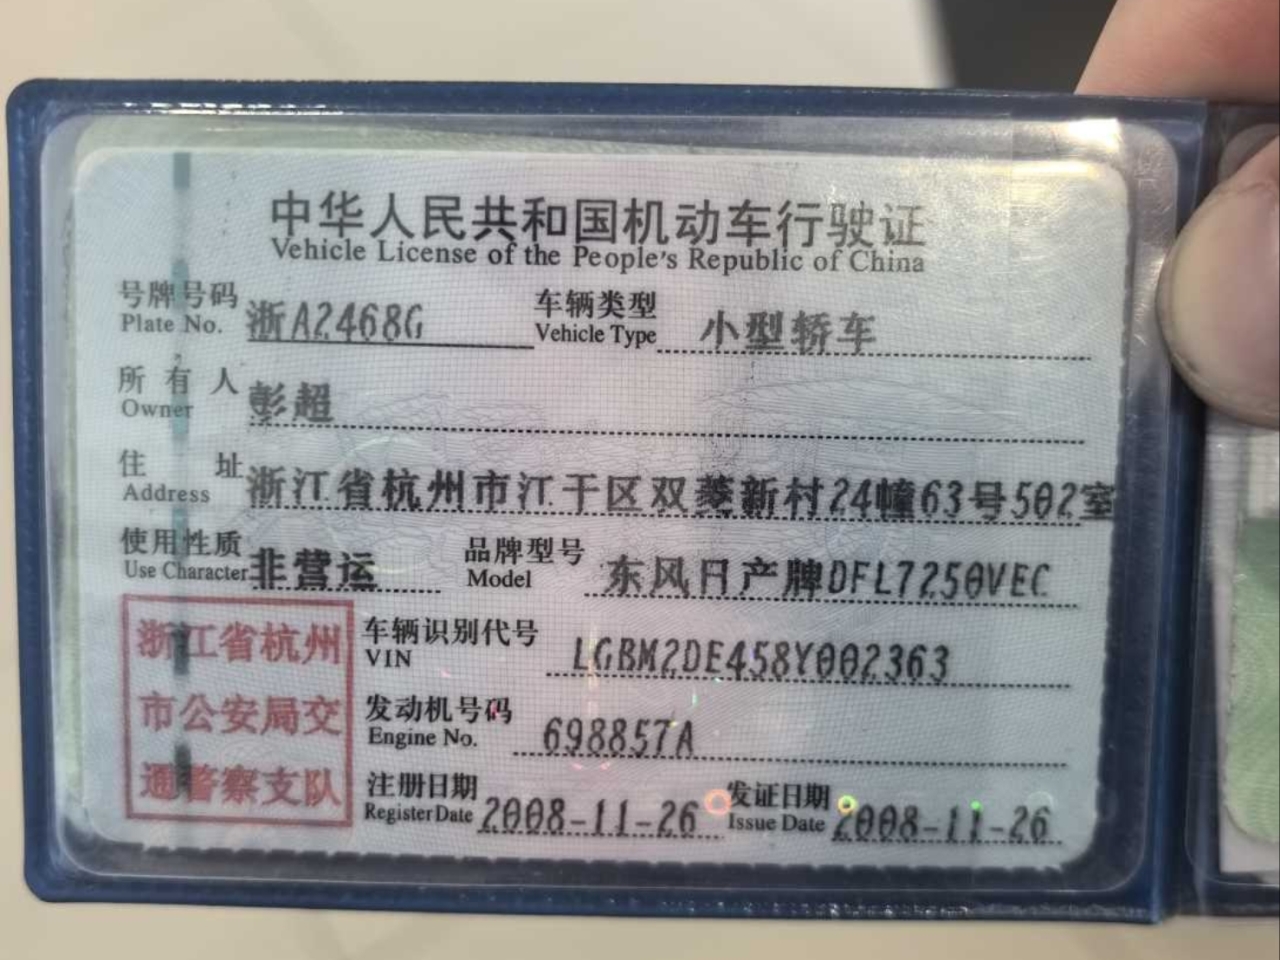 中华人民共和国机动车行驶证
Vehicle License of the People's Republic of China
号牌号码 浙A2468G 车辆类型 小型轿车
Plate No. Vehicle Type
所有人 彭超
Owner
住址 浙江省杭州市江干区双菱新村24幢63号502室
Address
使用性质 非营运 品牌型号 东风日产牌DFL7250VEC
Use Character Model
浙江省杭州
市公安局交
通警察支队
车辆识别代号 LGBM2DE458Y002363
VIN
发动机号码 698857A
Engine No.
注册日期 2008-11-26 发证日期 2008-11-26
Register Date Issue Date